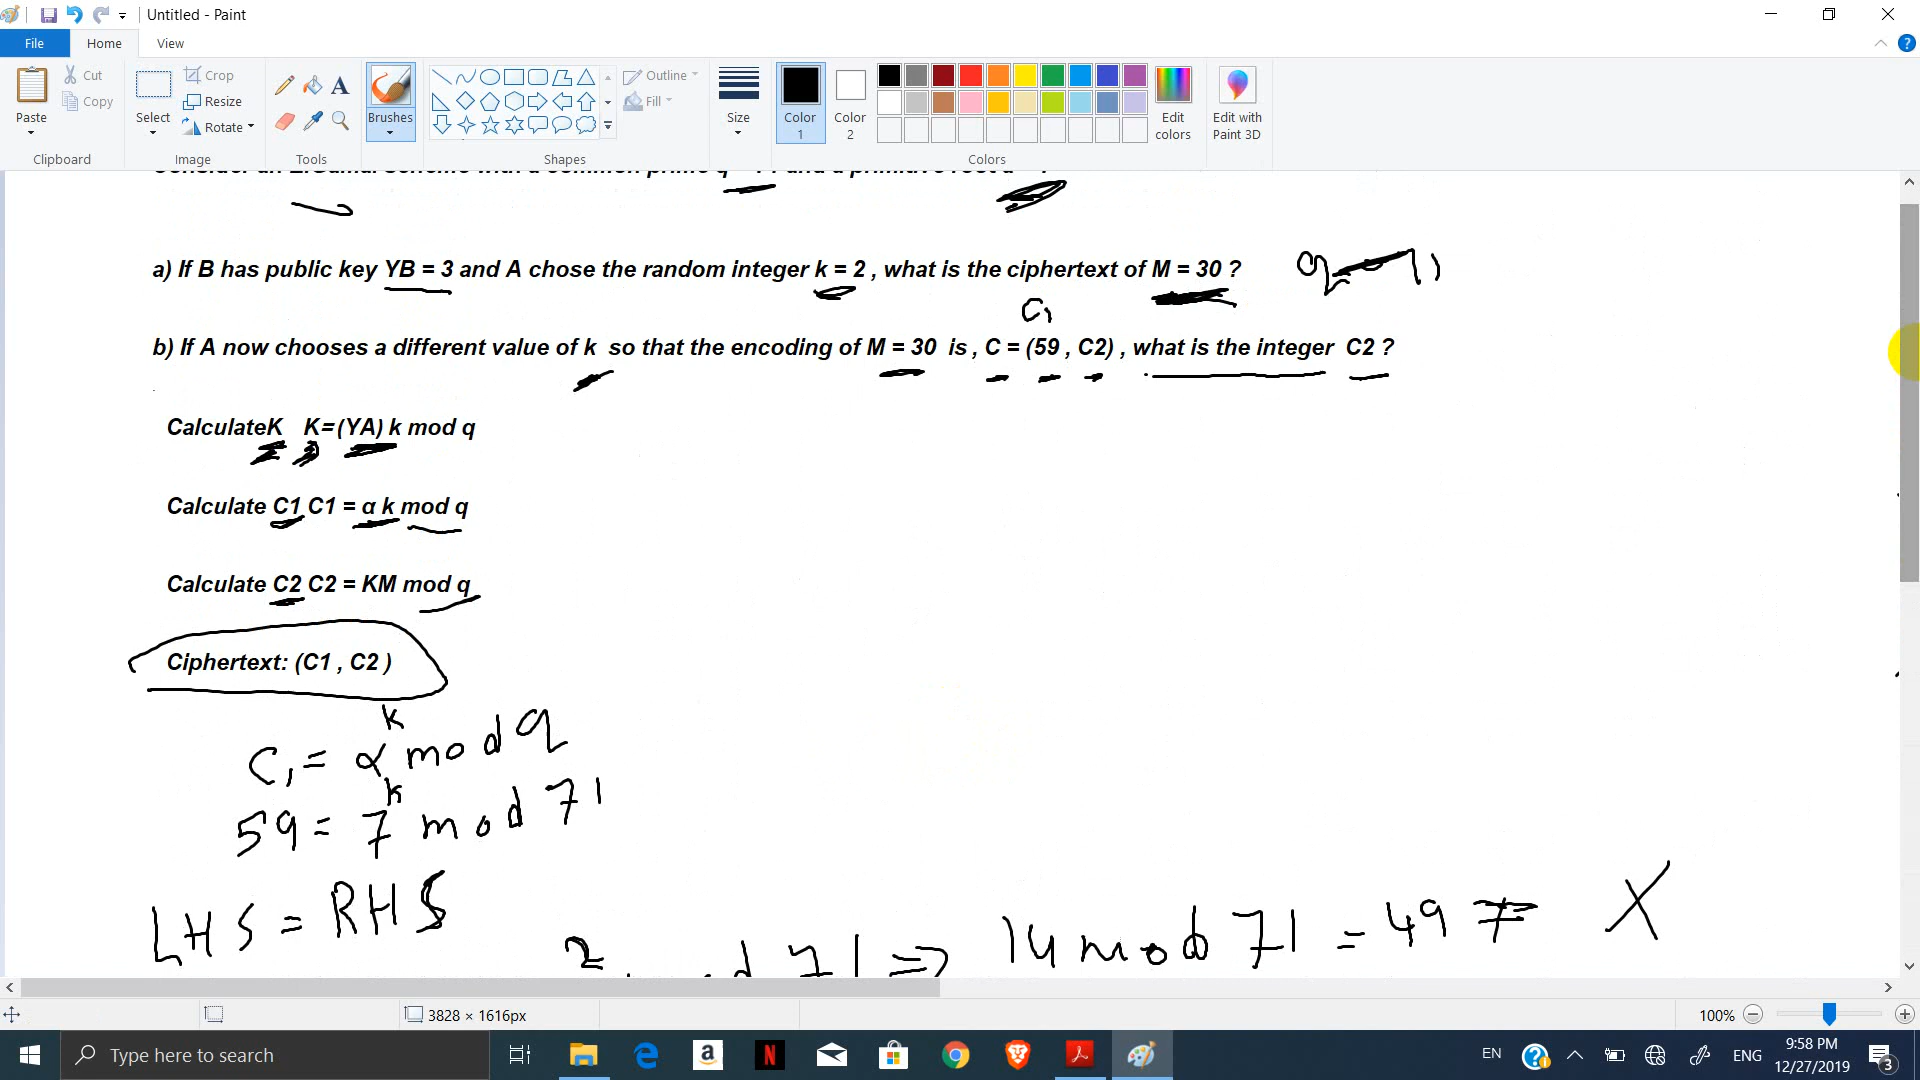 Untitled - Paint
File Home View
Paste Cut Copy Clipboard
Select Crop Resize Rotate Image
Tools
Brushes
Outline Fill Shapes
Size
Color 1 Color 2 Edit colors Colors
Edit with Paint 3D
a) If B has public key YB = 3 and A chose the random integer k = 2 , what is the ciphertext of M = 30 ?
C1
b) If A now chooses a different value of k so that the encoding of M = 30 is , C = (59 , C2) , what is the integer C2 ?
CalculateK K=(YA) k mod q
Calculate C1 C1 = α k mod q
Calculate C2 C2 = KM mod q
Ciphertext: (C1 , C2 )
C1 = α^k mod q
59 = 7^k mod 71
LHS = RHS
14 mod 71 = 49 ≠ X
3828 × 1616px
100%
Type here to search
EN
ENG
9:58 PM
12/27/2019
3